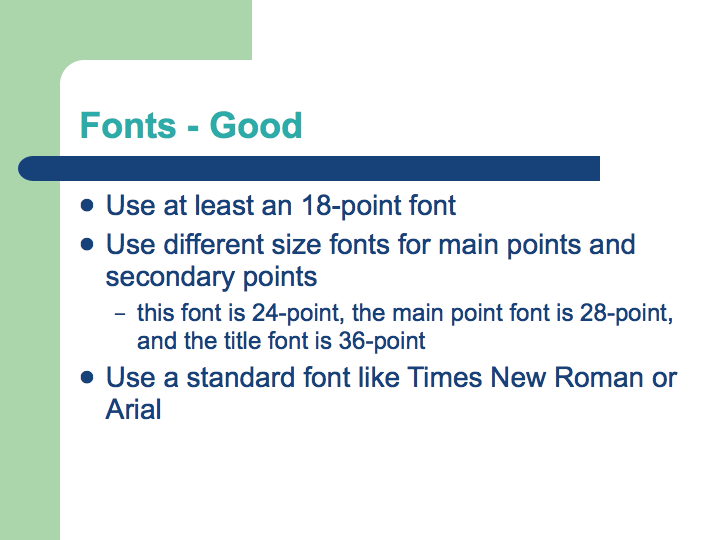 Fonts - Good
● Use at least an 18-point font
● Use different size fonts for main points and
secondary points
– this font is 24-point, the main point font is 28-point,
and the title font is 36-point
● Use a standard font like Times New Roman or
Arial